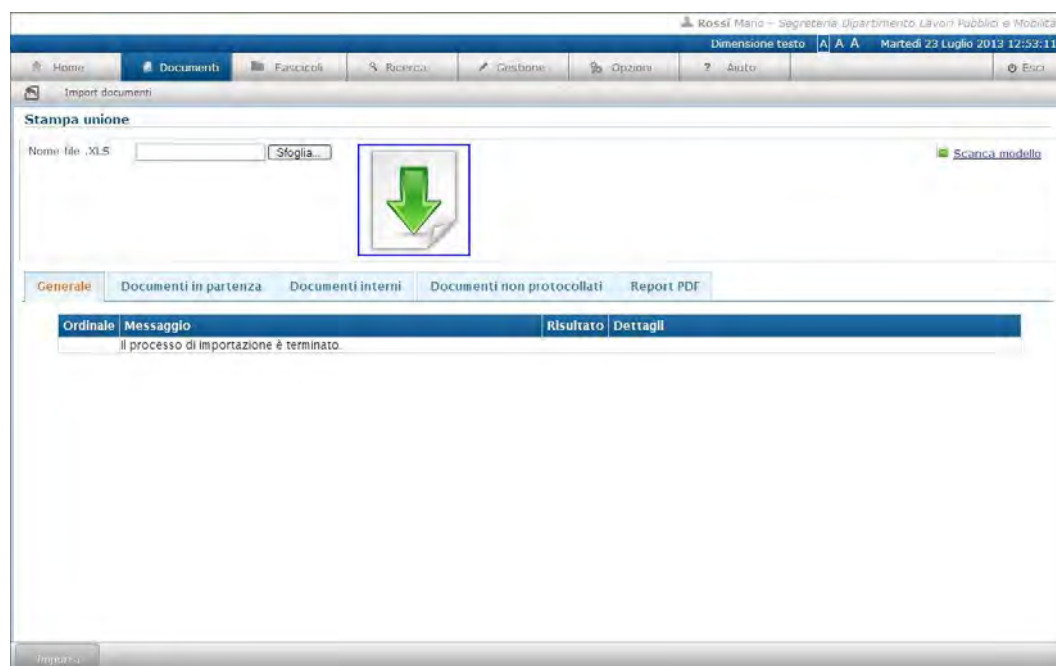 Rossi Mario - Segreteria Dipartimento Lavori Pubblici e Mobilità
Dimensione testo A A A Martedì 23 Luglio 2013 12:53:11
Home Documenti Fascicoli Ricerca Gestione Opzioni ? Aiuto Esci
Import documenti
Stampa unione
Nome file .XLS Sfoglia... Scarica modello
Generale Documenti in partenza Documenti interni Documenti non protocollati Report PDF
Ordinale Messaggio Risultato Dettagli
Il processo di importazione è terminato.
Importa